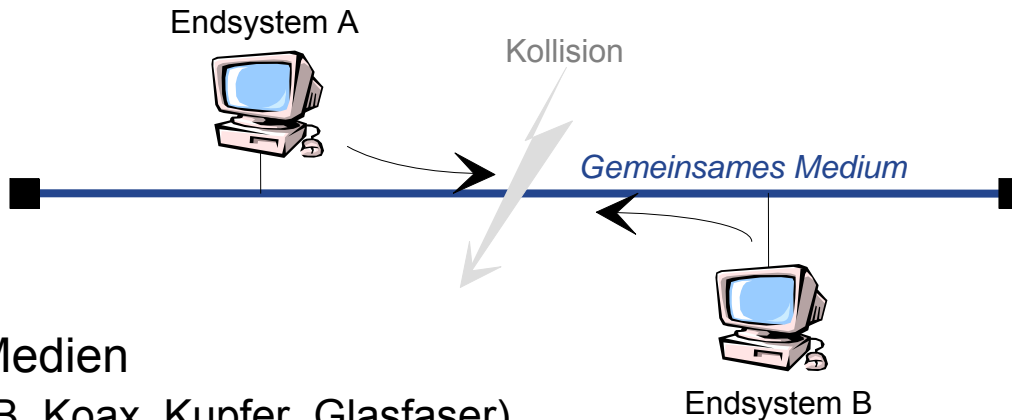 Endsystem A
Kollision
Gemeinsames Medium
Medien
B. Koax, Kupfer, Glasfaser)
Endsystem B